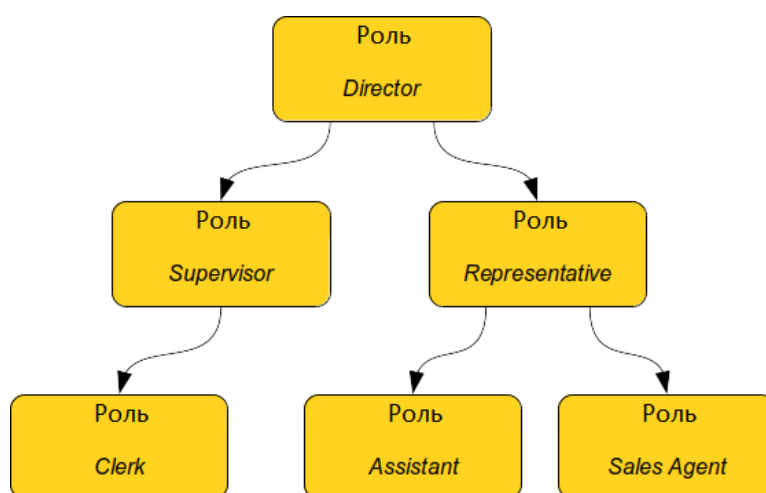 Роль
Director
Роль
Supervisor
Роль
Representative
Роль
Clerk
Роль
Assistant
Роль
Sales Agent